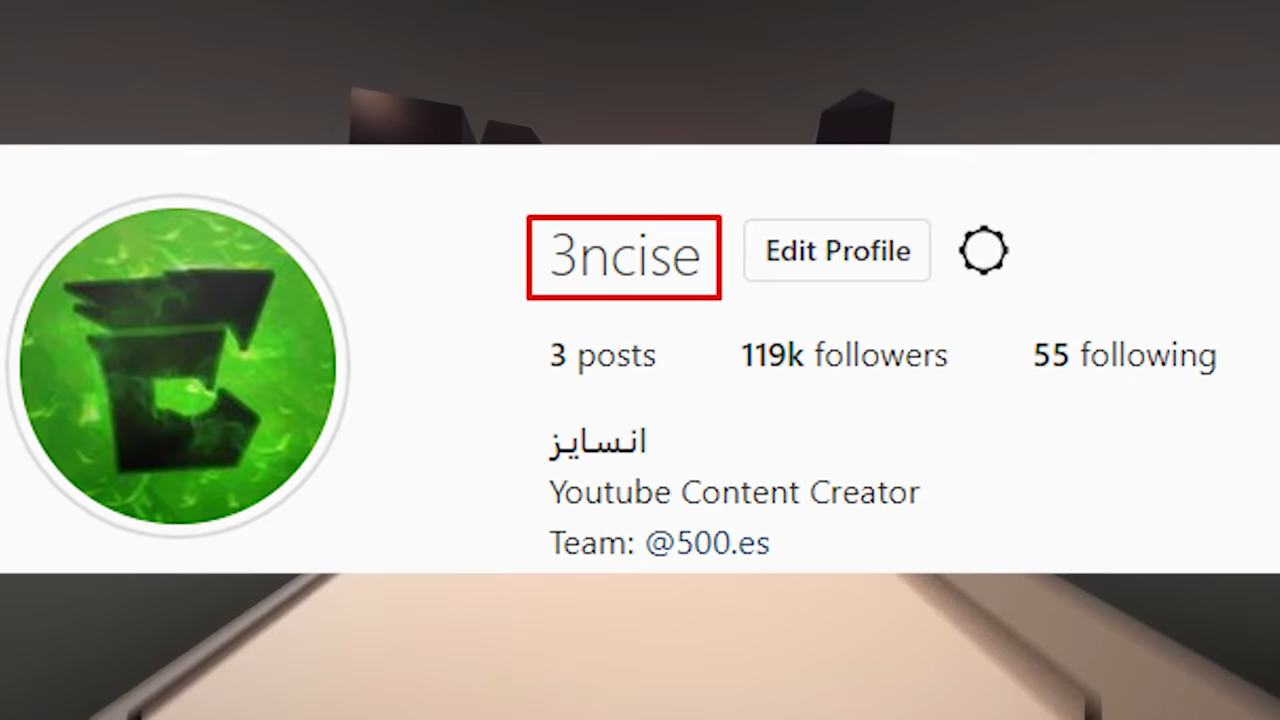 3ncise Edit Profile
3 posts 119k followers 55 following
انسايز
Youtube Content Creator
Team: @500.es